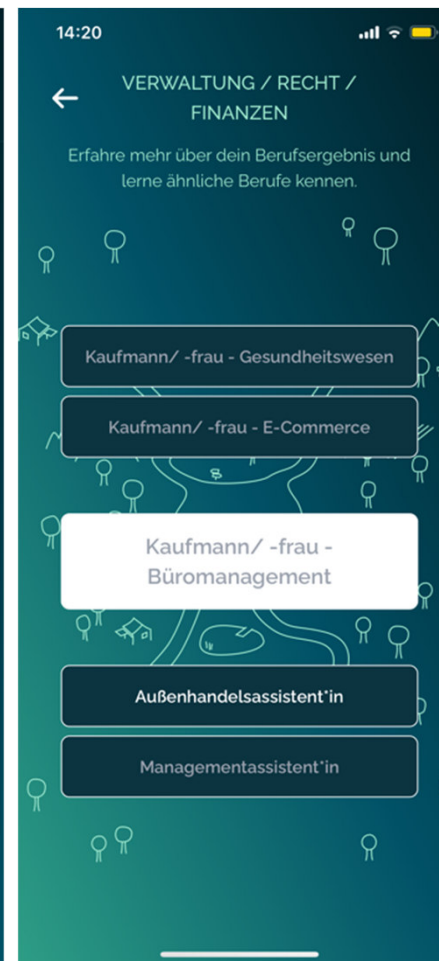 14:20
VERWALTUNG / RECHT /
FINANZEN
Erfahre mehr über dein Berufsergebnis und
lerne ähnliche Berufe kennen.
Kaufmann/ -frau - Gesundheitswesen
Kaufmann/ -frau - E-Commerce
Kaufmann/ -frau -
Büromanagement
Außenhandelsassistent*in
Managementassistent*in